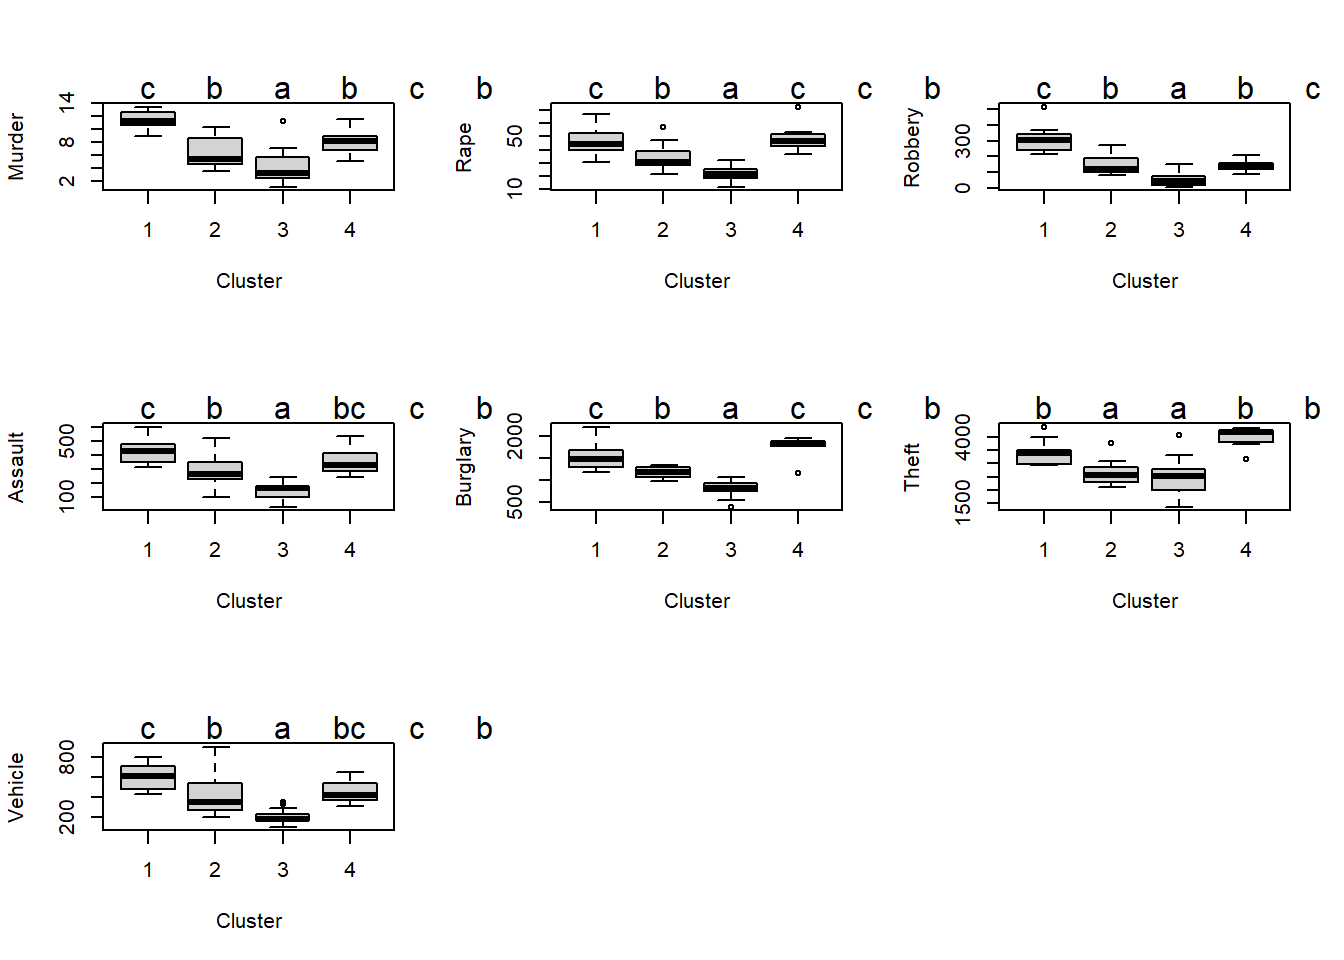 c b a b c b c b a c c b c b a b c
Murder 14 8 2 Rape 50 10 Robbery 300 0
1 2 3 4 1 2 3 4 1 2 3 4
Cluster Cluster Cluster
c b a bc c b c b a c c b b a a b b
Assault 500 100 Burglary 2000 500 Theft 4000 1500
1 2 3 4 1 2 3 4 1 2 3 4
Cluster Cluster Cluster
c b a bc c b
Vehicle 800 200
1 2 3 4
Cluster